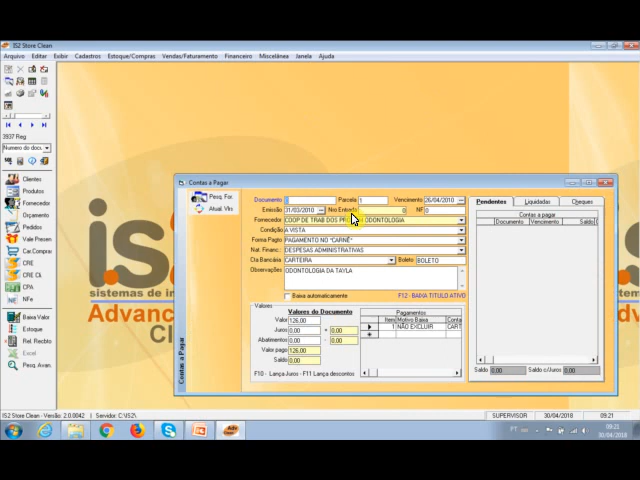 IS2 Store Clean
Arquivo Editar Exibir Cadastros Estoque/Compras Vendas/Faturamento Financeiro Miscelânea Janela Ajuda
3937 Reg
Numero do docu
Clientes
Produtos
Fornecedor
Orçamento
Pedidos
Vale Presen
Car.Compras
CRE
CRE Ck
CPA
NFe
Baixa Valor
Estoque
Rel. Recbto
Excel
Pesq. Avan.
is
sistemas de in
Advanc
Cl
Contas a Pagar
Pesq. For.
Atual. Vlrs
Contas a Pagar
Documento
Parcela 1
Vencimento 26/04/2010
Emissão 31/03/2010 Nro.Entrada 0 NF 0
Fornecedor COOP DE TRAB DOS PR ODONTOLOGIA
Condição A VISTA
Forma Pagto PAGAMENTO NO "CARNÊ"
Nat. Financ. DESPESAS ADMINISTRATIVAS
Cta Bancária CARTEIRA Boleto BOLETO
Observações ODONTOLOGIA DA TAYLA
Baixa automaticamente F12 - BAIXA TITULO ATIVO
Valores
Valores do Documento
Valor 126,00
Juros 0,00 + 0,00
Abatimentos 0,00 - 0,00
Valor pago 126,00
Saldo 0,00
F10 - Lança Juros - F11 Lança descontos
Pagamentos
Item Motivo Baixa Conta
1 NÃO EXCLUIR CART
Pendentes Liquidadas Cheques
Contas a pagar
Documento Vencimento Saldo
Saldo 0,00 Saldo c/Juros 0,00
IS2 Store Clean - Versão: 2.0.0042 Servidor: C:\IS2\ SUPERVISOR 30/04/2018 09:21
PT
09:21
30/04/2018